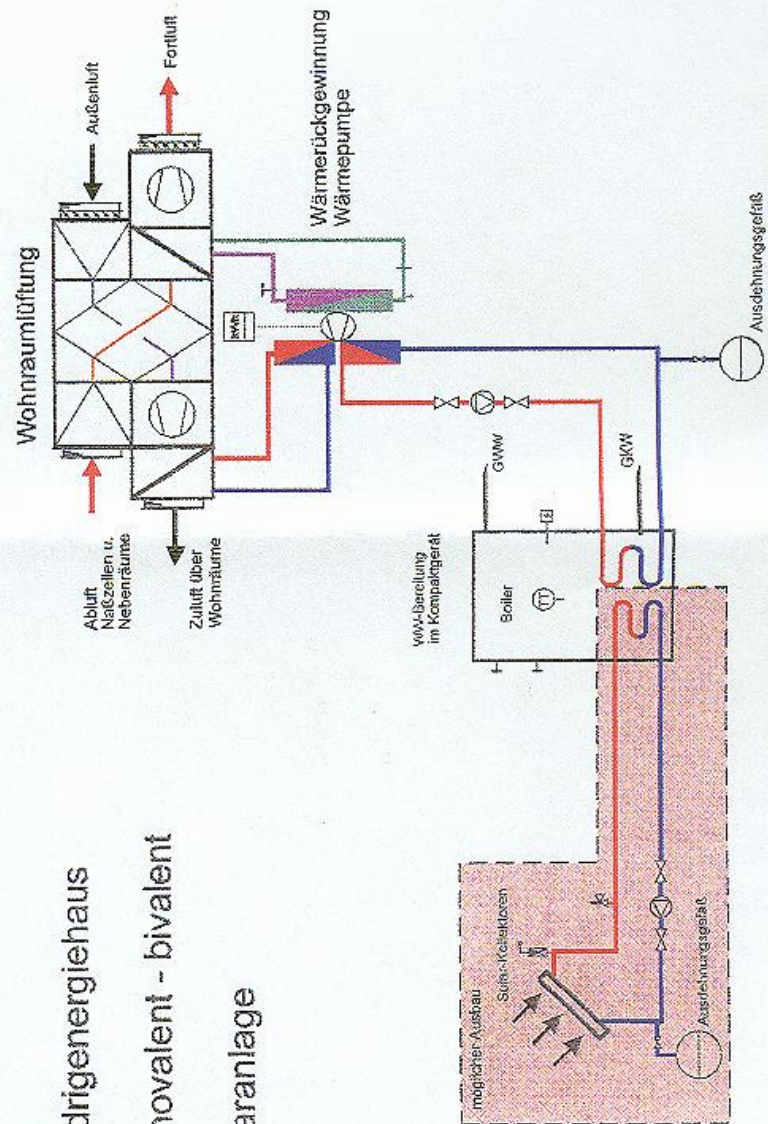 drigenergiehaus
novalent - bivalent
aranlage
Wohnraumlüftung
Außenluft
Fortluft
Abluft
Naßzellen u.
Nebenräume
Zuluft über
Wohnräume
Wärmerückgewinnung
Wärmepumpe
WW-Bereitung
im Kompaktgerät
Boiler
GWW
GKW
Ausdehnungsgefäß
möglicher Ausbau
Solar-Kollektoren
Ausdehnungsgefäß